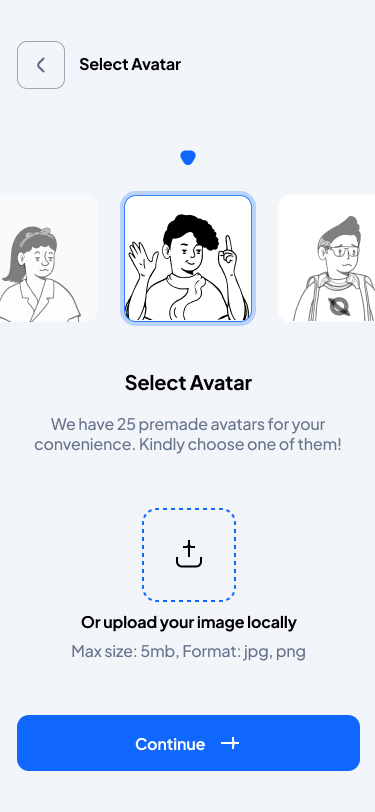 Select Avatar
Select Avatar
We have 25 premade avatars for your
convenience. Kindly choose one of them!
Or upload your image locally
Max size: 5mb, Format: jpg, png
Continue